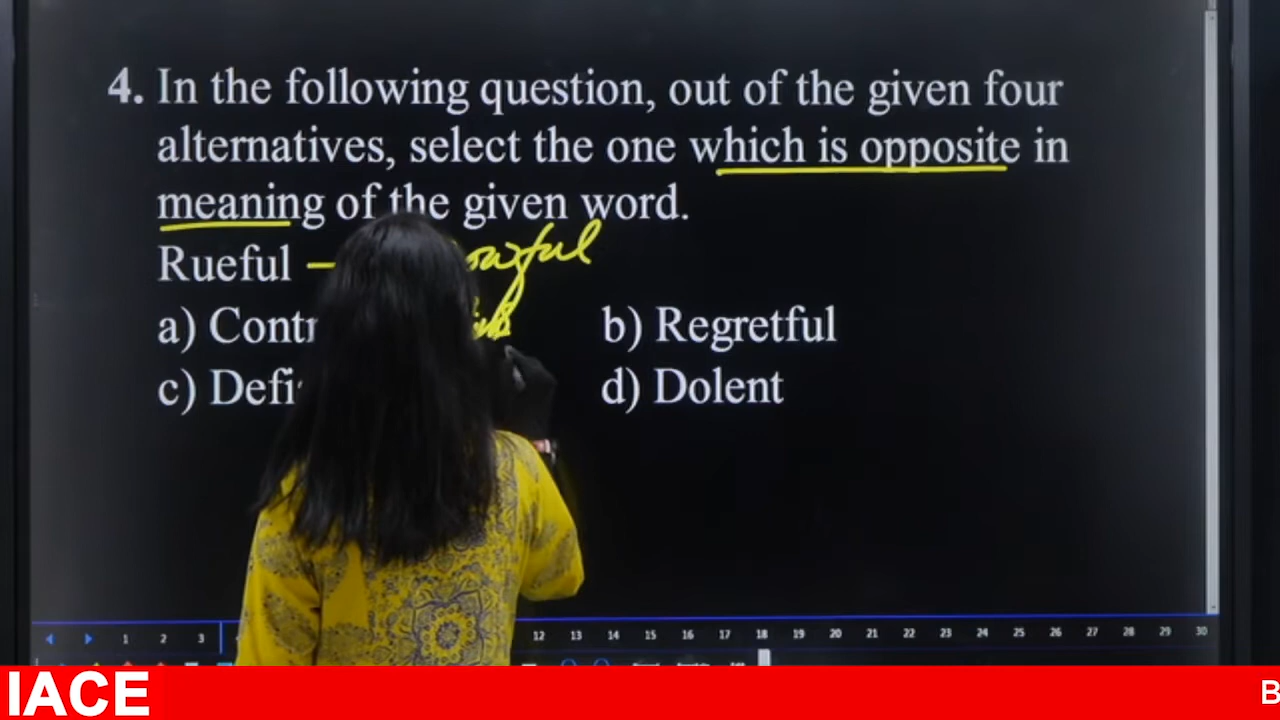 4. In the following question, out of the given four
alternatives, select the one which is opposite in
meaning of the given word.
Rueful
a) b) Regretful
c) d) Dolent
1 2 3 12 13 14 15 16 17 18 19 20 21 22 23 24 25 26 27 28 29 30
IACE B